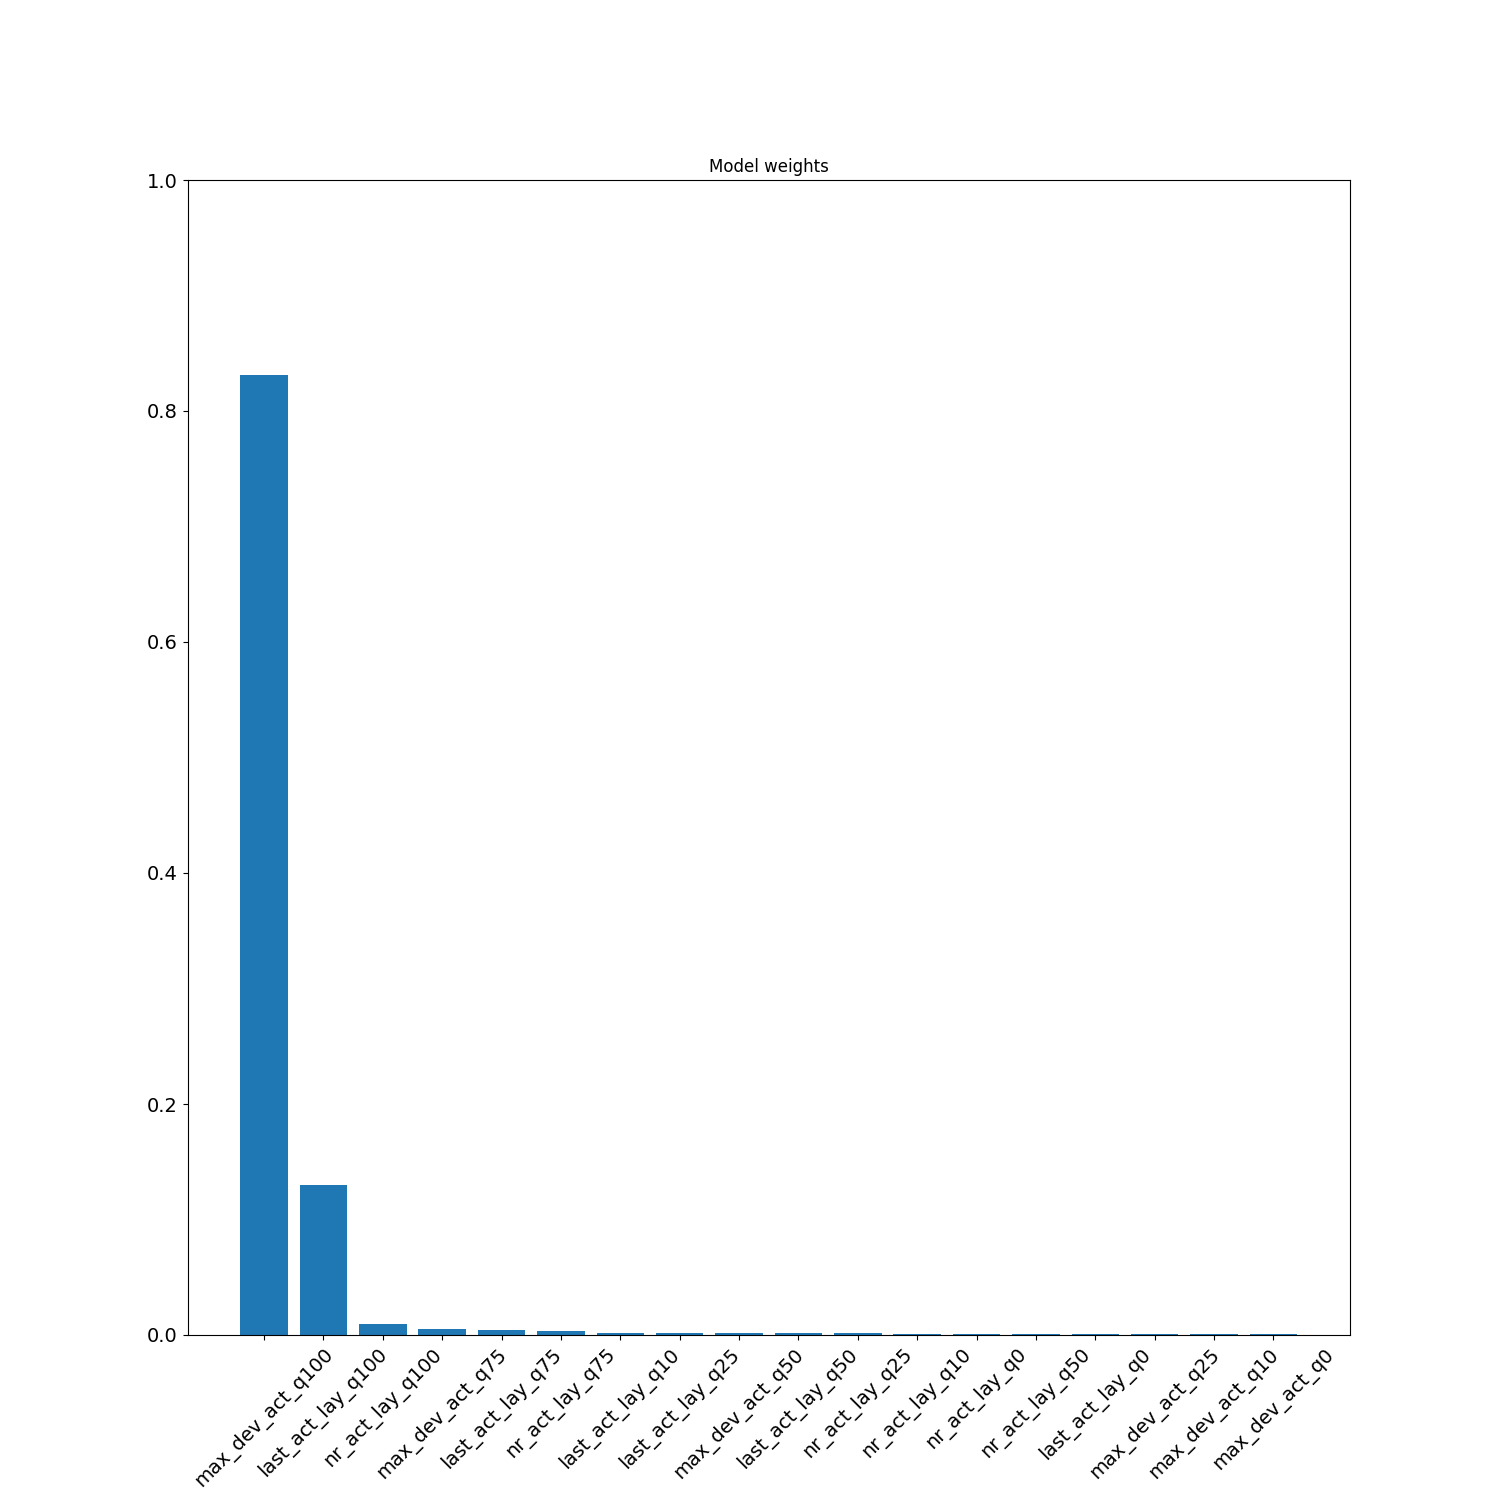 Model weights
1.0
0.8
0.6
0.4
0.2
0.0
max_dev_act_q100
last_act_lay_q100
nr_act_lay_q100
max_dev_act_q75
last_act_lay_q75
nr_act_lay_q75
last_act_lay_q10
last_act_lay_q25
max_dev_act_q50
last_act_lay_q50
nr_act_lay_q25
nr_act_lay_q10
nr_act_lay_q0
nr_act_lay_q50
last_act_lay_q0
max_dev_act_q25
max_dev_act_q10
max_dev_act_q0